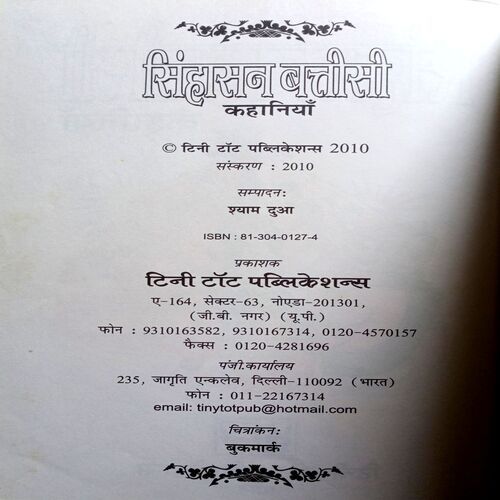 सिंहासन बत्तीसी
कहानियाँ
© टिनी टॉट पब्लिकेशन्स 2010
संस्करण : 2010
सम्पादन:
श्याम दुआ
ISBN : 81-304-0127-4
प्रकाशक
टिनी टॉट पब्लिकेशन्स
ए-164, सेक्टर-63, नोएडा-201301,
(जी.बी. नगर) (यू.पी.)
फोन : 9310163582, 9310167314, 0120-4570157
फैक्स : 0120-4281696
पंजी.कार्यालय
235, जागृति एन्कलेव, दिल्ली-110092 (भारत)
फोन : 011-22167314
email: tinytotpub@hotmail.com
चित्रांकन:
बुकमार्क